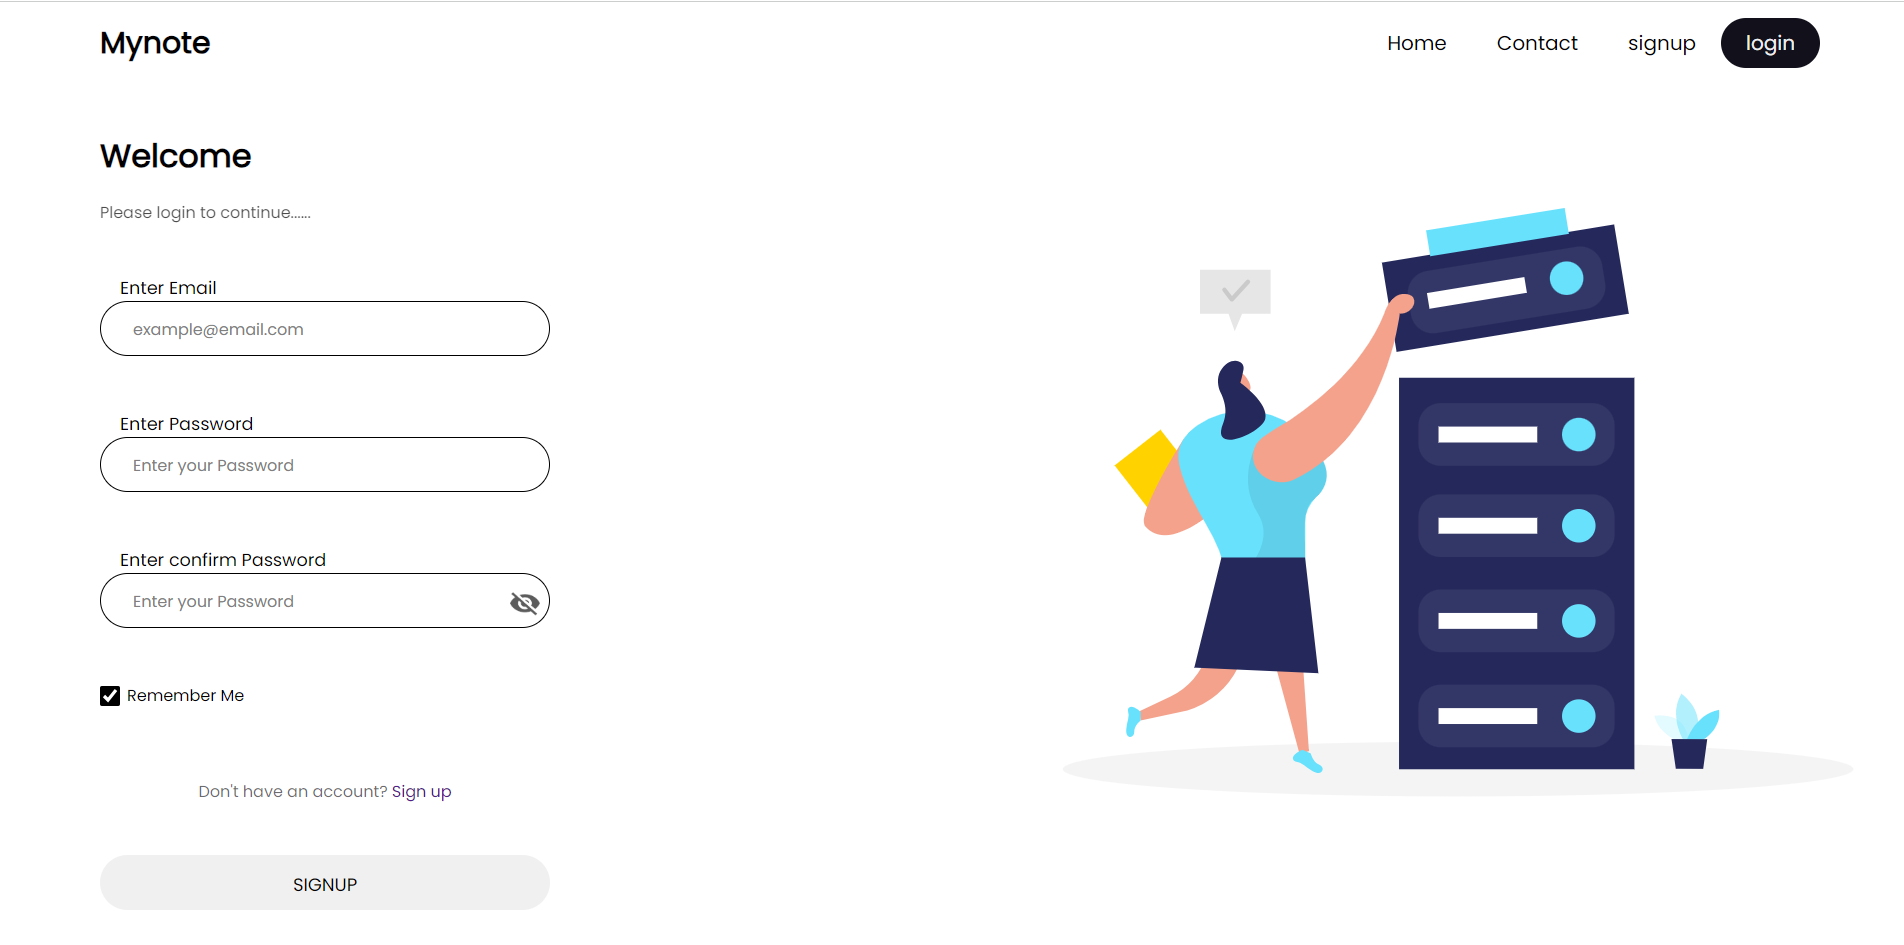 Mynote
Home Contact signup login
Welcome
Please login to continue......
Enter Email
example@email.com
Enter Password
Enter your Password
Enter confirm Password
Enter your Password
Remember Me
Don't have an account? Sign up
SIGNUP